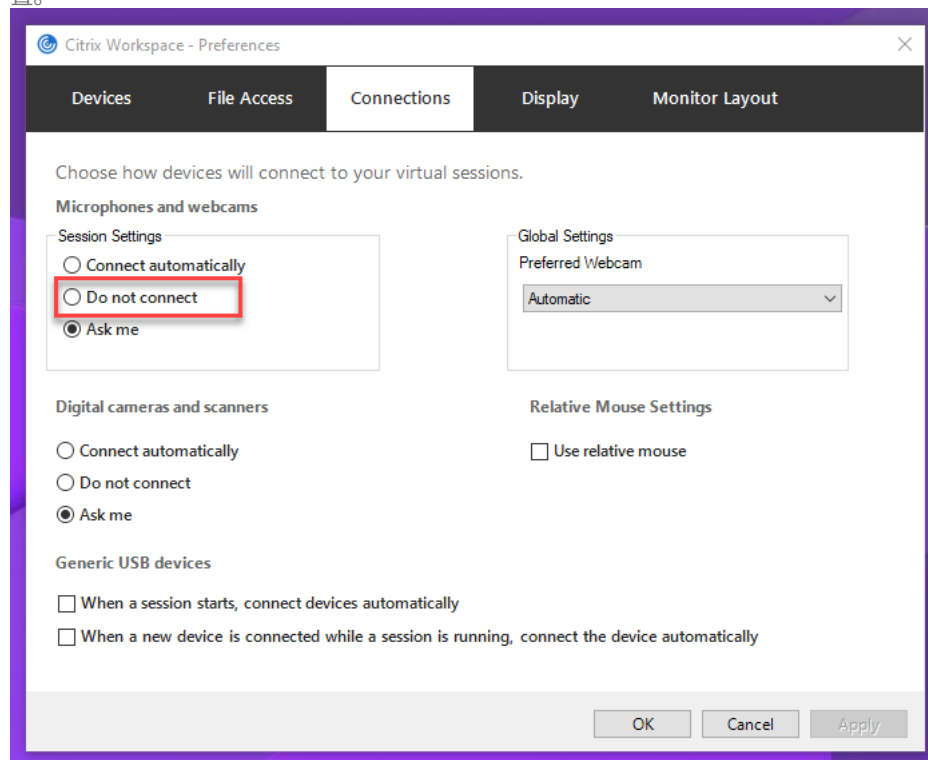 置。
Citrix Workspace - Preferences
Devices File Access Connections Display Monitor Layout
Choose how devices will connect to your virtual sessions.
Microphones and webcams
Session Settings
Connect automatically
Do not connect
Ask me
Global Settings
Preferred Webcam
Automatic
Digital cameras and scanners
Connect automatically
Do not connect
Ask me
Relative Mouse Settings
Use relative mouse
Generic USB devices
When a session starts, connect devices automatically
When a new device is connected while a session is running, connect the device automatically
OK Cancel Apply